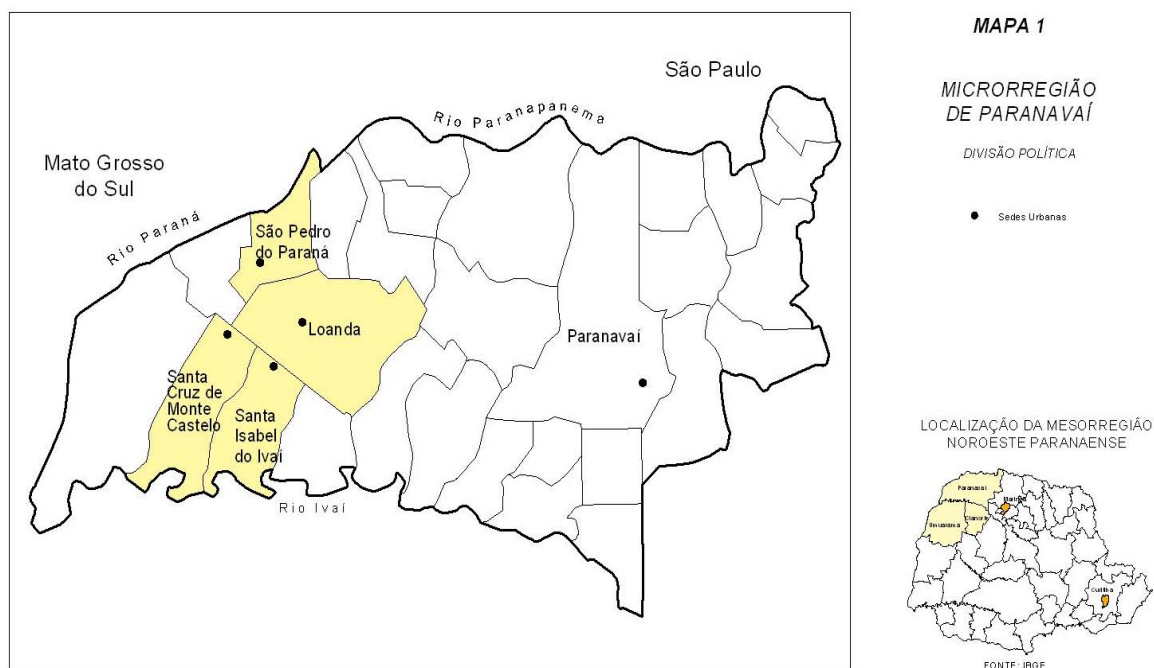 MAPA 1
MICRORREGIÃO
DE PARANAVAÍ
DIVISÃO POLÍTICA
Sedes Urbanas
São Paulo
Rio Paranapanema
Mato Grosso
do Sul
Rio Paraná
São Pedro
do Paraná
Loanda
Paranavaí
Santa
Cruz de
Monte
Castelo
Santa
Isabel
do Ivaí
Rio Ivaí
LOCALIZAÇÃO DA MESORREGIÃO
NOROESTE PARANAENSE
Paranavaí
Maringá
Umuarama
Cianorte
Curitiba
FONTE: IBGE